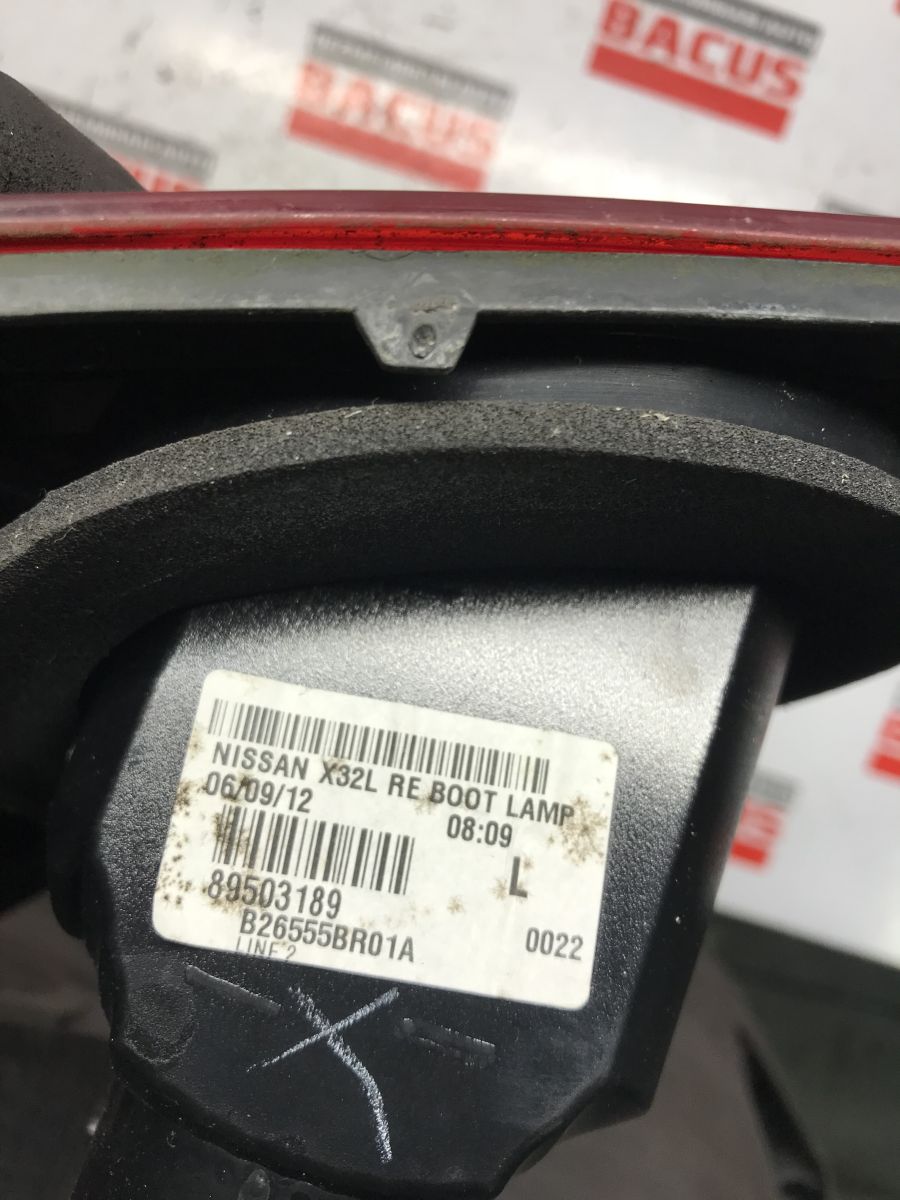 BACUS
BACUS
NISSAN X32L RE BOOT LAMP
06/09/12 08:09
89503189 L
B26555BR01A 0022
LINE 2